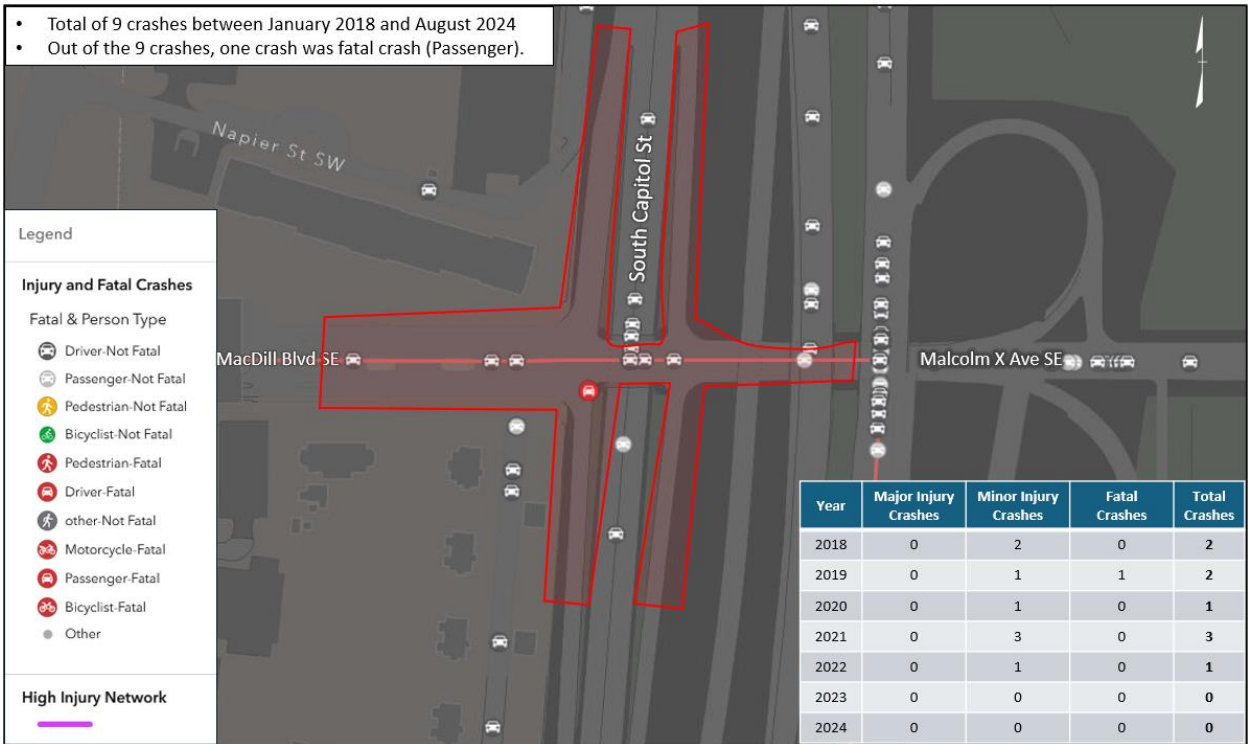 • Total of 9 crashes between January 2018 and August 2024
• Out of the 9 crashes, one crash was fatal crash (Passenger).
Napier St SW
South Capitol St
MacDill Blvd SE
Malcolm X Ave SE
Legend
Injury and Fatal Crashes
Fatal & Person Type
Driver-Not Fatal
Passenger-Not Fatal
Pedestrian-Not Fatal
Bicyclist-Not Fatal
Pedestrian-Fatal
Driver-Fatal
other-Not Fatal
Motorcycle-Fatal
Passenger-Fatal
Bicyclist-Fatal
Other
High Injury Network
Year Major Injury Crashes Minor Injury Crashes Fatal Crashes Total Crashes
2018 0 2 0 2
2019 0 1 1 2
2020 0 1 0 1
2021 0 3 0 3
2022 0 1 0 1
2023 0 0 0 0
2024 0 0 0 0